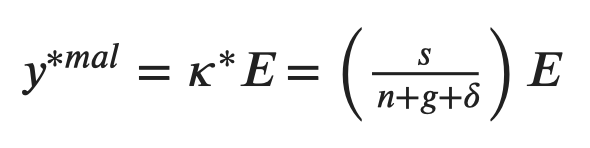 y*mal = κ*E = (s/(n+g+δ)) E